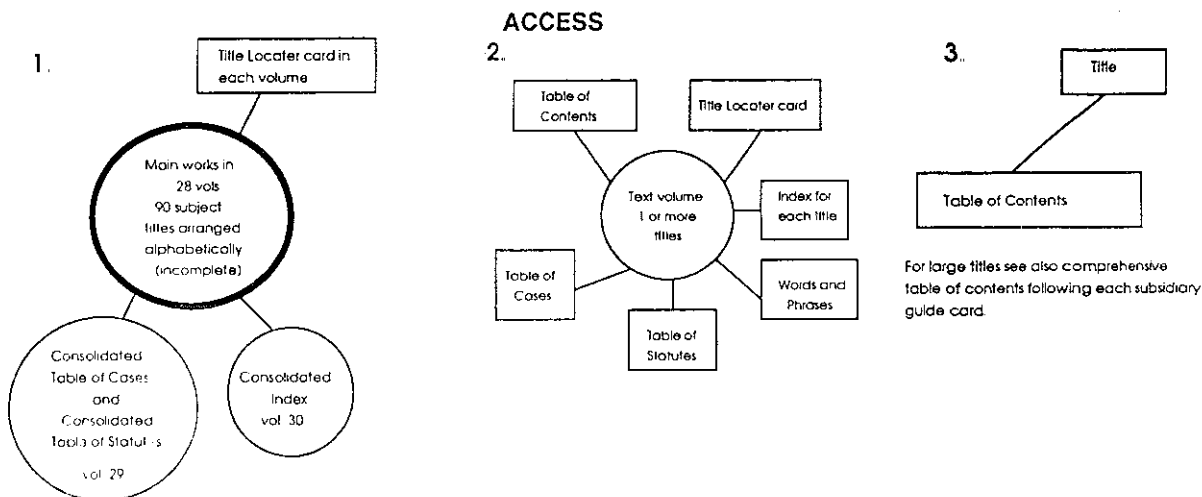 ACCESS
1.
Title Locater card in
each volume
Main works in
28 vols
90 subject
titles arranged
alphabetically
(incomplete)
Consolidated
Table of Cases
and
Consolidated
Table of Statutes
vol. 29
Consolidated
Index
vol 30
2.
Table of
Contents
Title Locater card
Text volume
1 or more
titles
Index for
each title
Table of
Cases
Words and
Phrases
Table of
Statutes
3.
Title
Table of Contents
For large titles see also comprehensive
table of contents following each subsidiary
guide card.